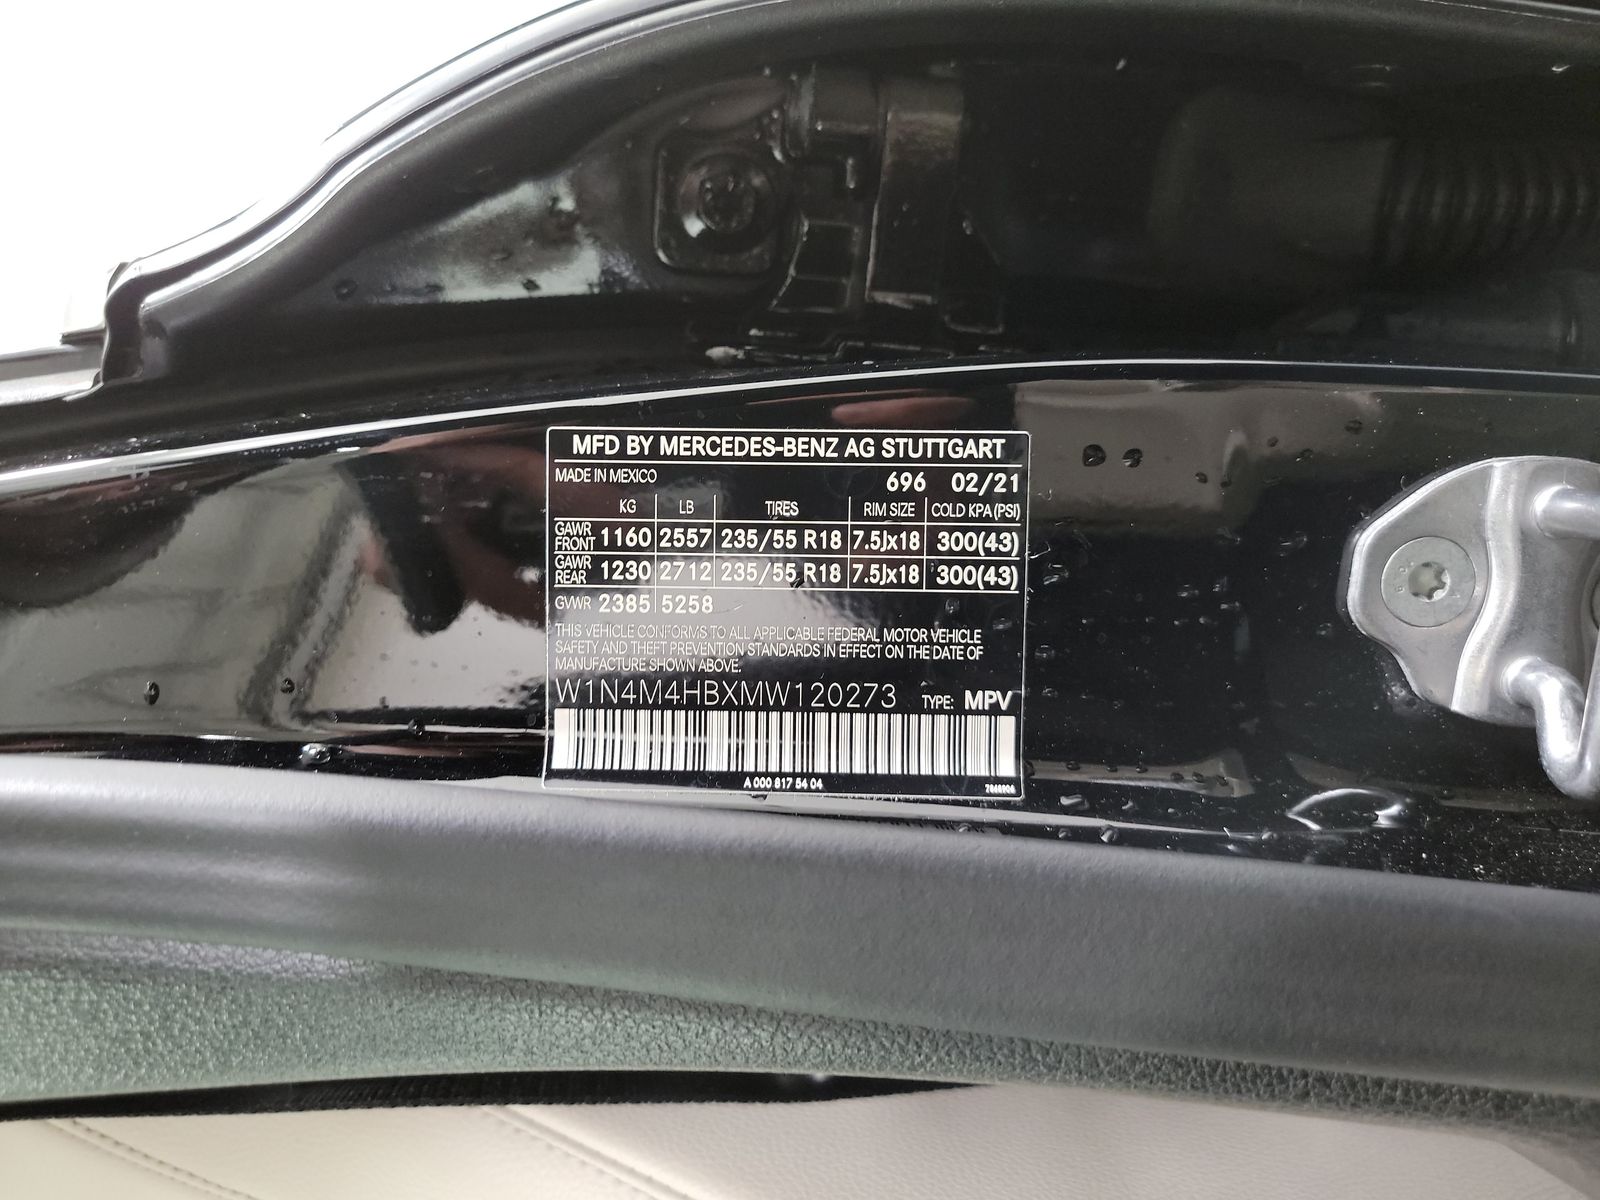 MFD BY MERCEDES-BENZ AG STUTTGART
MADE IN MEXICO 696 02/21
KG LB TIRES RIM SIZE COLD KPA (PSI)
GAWR FRONT 1160 2557 235/55 R18 7.5Jx18 300(43)
GAWR REAR 1230 2712 235/55 R18 7.5Jx18 300(43)
GVWR 2385 5258
THIS VEHICLE CONFORMS TO ALL APPLICABLE FEDERAL MOTOR VEHICLE
SAFETY AND THEFT PREVENTION STANDARDS IN EFFECT ON THE DATE OF
MANUFACTURE SHOWN ABOVE.
W1N4M4HBXMW120273 TYPE: MPV
A 000 817 54 04